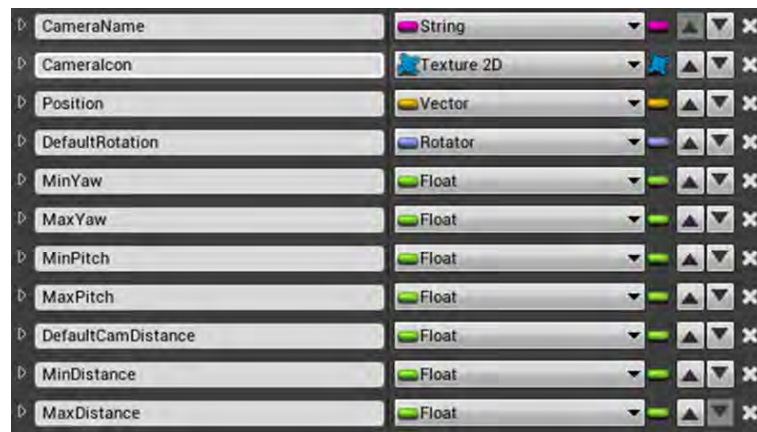 CameraName String
CameraIcon Texture 2D
Position Vector
DefaultRotation Rotator
MinYaw Float
MaxYaw Float
MinPitch Float
MaxPitch Float
DefaultCamDistance Float
MinDistance Float
MaxDistance Float